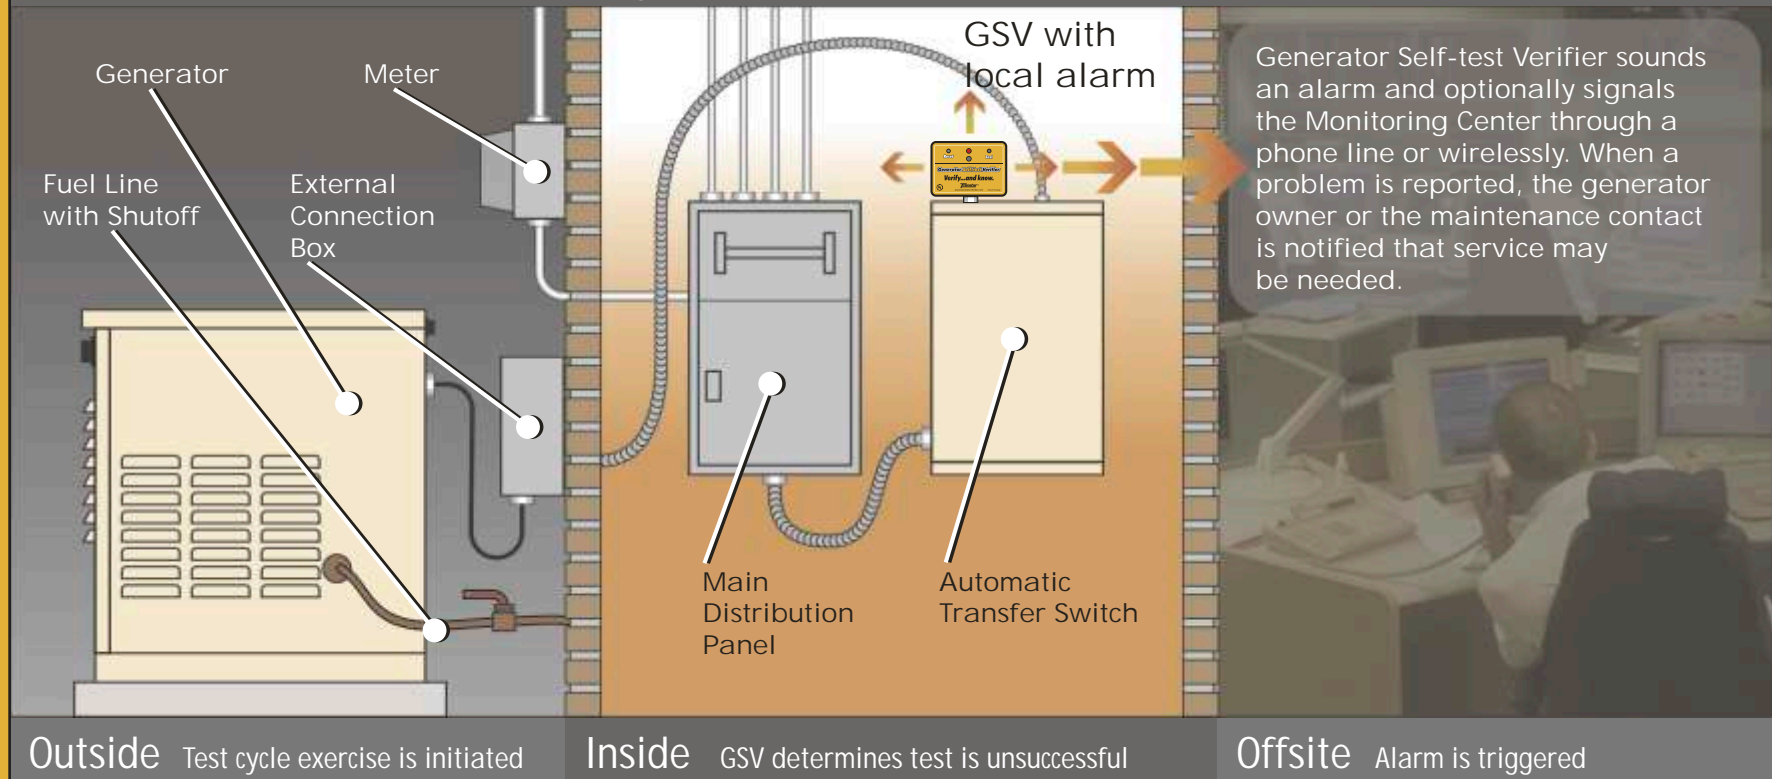 Generator
Meter
Fuel Line
with Shutoff
External
Connection
Box
GSV with
local alarm
Verify...and know.
Main
Distribution
Panel
Automatic
Transfer Switch
Generator Self-test Verifier sounds
an alarm and optionally signals
the Monitoring Center through a
phone line or wirelessly. When a
problem is reported, the generator
owner or the maintenance contact
is notified that service may
be needed.
Outside Test cycle exercise is initiated
Inside GSV determines test is unsuccessful
Offsite Alarm is triggered